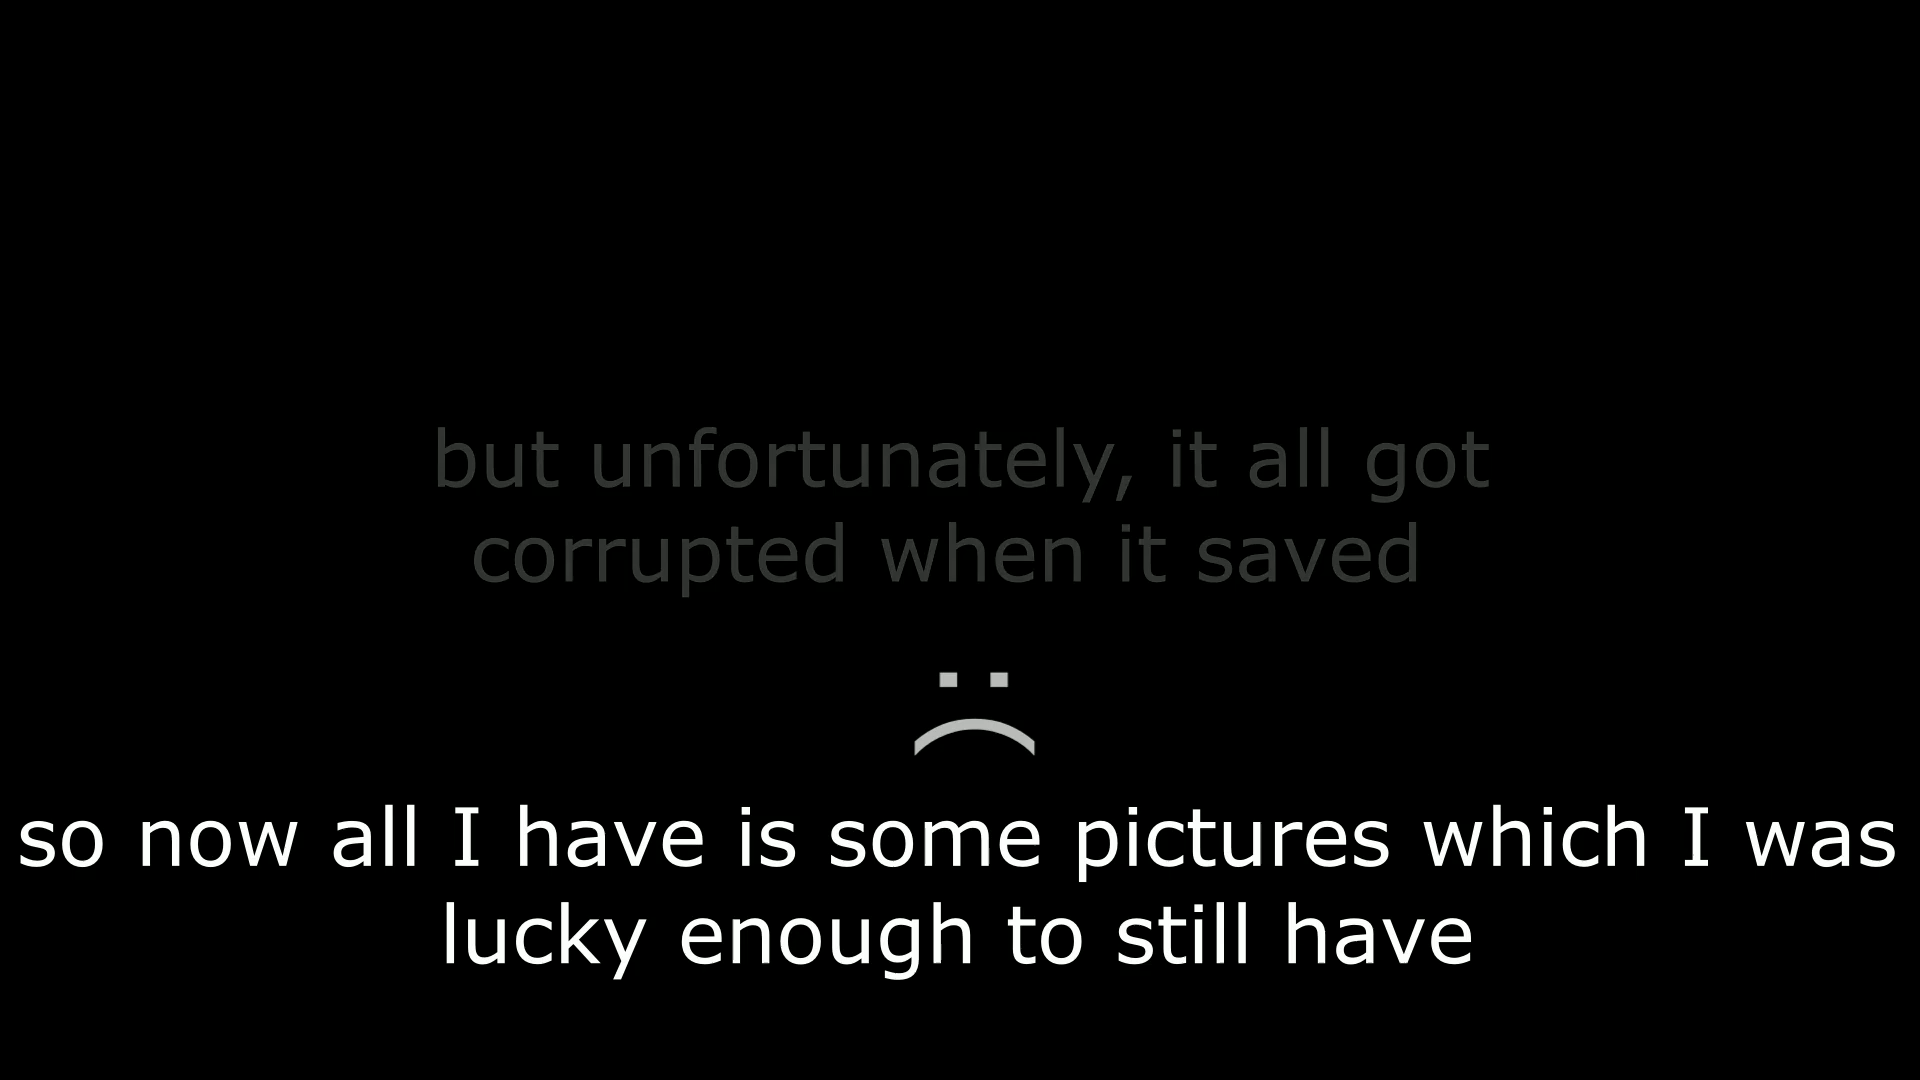 but unfortunately, it all got
corrupted when it saved
:(
so now all I have is some pictures which I was
lucky enough to still have